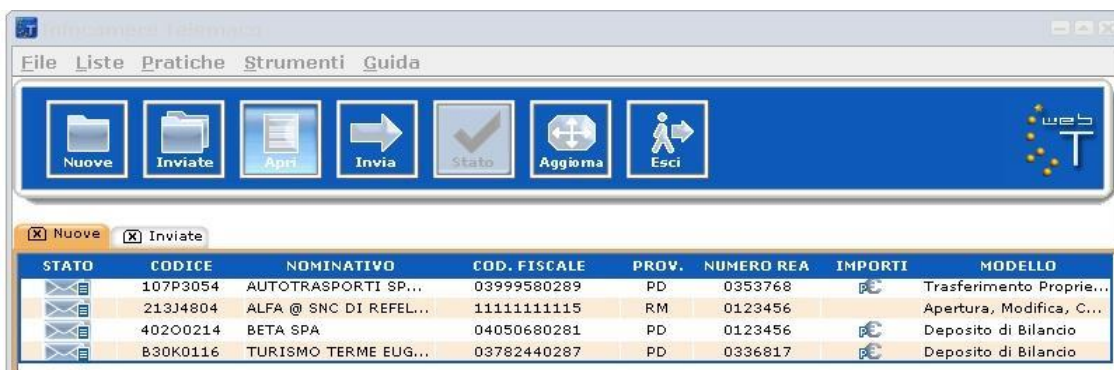 Infocamere Telemaco
File Liste Pratiche Strumenti Guida
Nuove Inviate Apri Invia Stato Aggiorna Esci
web T
Nuove Inviate
STATO CODICE NOMINATIVO COD. FISCALE PROV. NUMERO REA IMPORTI MODELLO
107P3054 AUTOTRASPORTI SP... 03999580289 PD 0353768 Trasferimento Proprie...
213J4804 ALFA @ SNC DI REFEL... 11111111115 RM 0123456 Apertura, Modifica, C...
402O0214 BETA SPA 04050680281 PD 0123456 Deposito di Bilancio
B30K0116 TURISMO TERME EUG... 03782440287 PD 0336817 Deposito di Bilancio